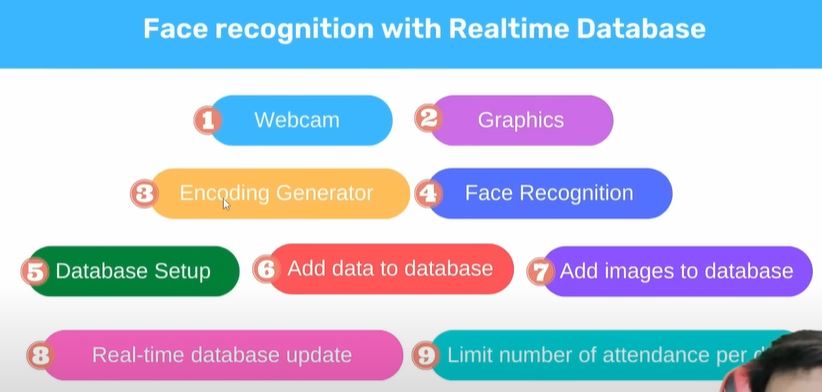 Face recognition with Realtime Database
1 Webcam
2 Graphics
3 Encoding Generator
4 Face Recognition
5 Database Setup
6 Add data to database
7 Add images to database
8 Real-time database update
9 Limit number of attendance per